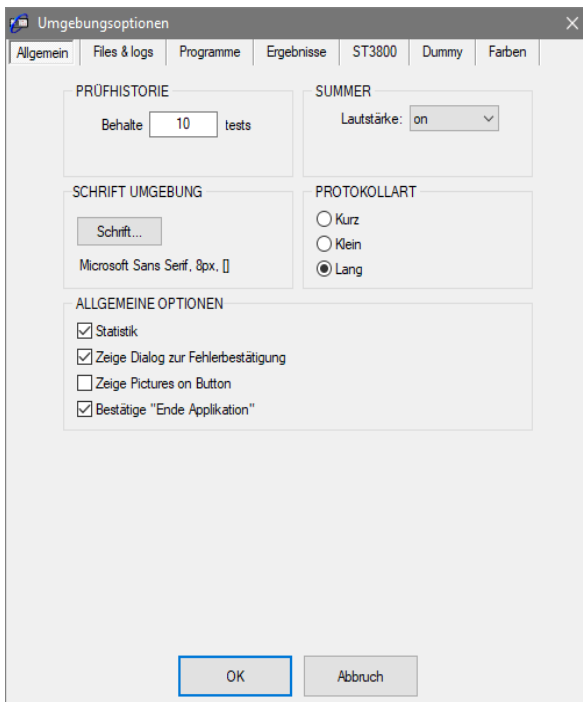 Umgebungsoptionen
Allgemein Files & logs Programme Ergebnisse ST3800 Dummy Farben
PRÜFHISTORIE
Behalte 10 tests
SUMMER
Lautstärke: on
SCHRIFT UMGEBUNG
Schrift...
Microsoft Sans Serif, 8px, []
PROTOKOLLART
Kurz
Klein
Lang
ALLGEMEINE OPTIONEN
Statistik
Zeige Dialog zur Fehlerbestätigung
Zeige Pictures on Button
Bestätige "Ende Applikation"
OK Abbruch